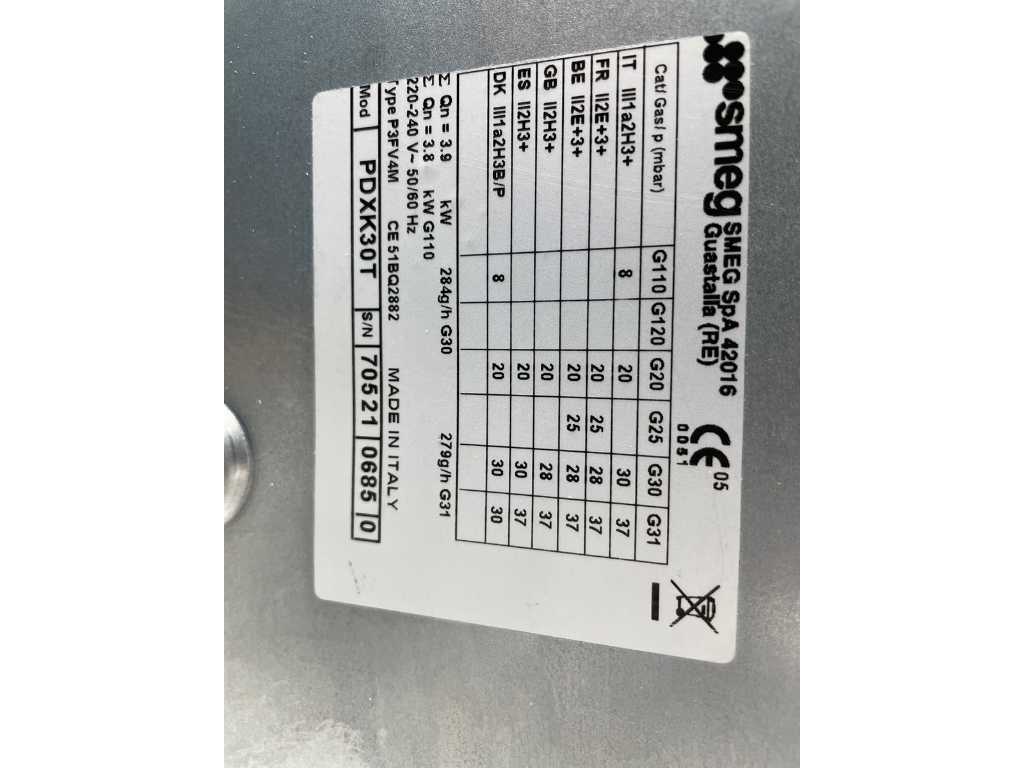 smeg SMEG SpA 42016
Guastalla (RE)
CE 05
0051
Cat/ Gas/ p (mbar) G110 G120 G20 G25 G30 G31
IT III1a2H3+ 8 20 30 37
FR II2E+3+ 20 25 28 37
BE II2E+3+ 20 25 28 37
GB II2H3+ 20 28 37
ES II2H3+ 20 30 37
DK III1a2H3B/P 8 20 30 30
Σ Qn = 3.9 kW 284g/h G30 279g/h G31
Σ Qn = 3.8 kW G110
220-240 V~ 50/60 Hz
Type P3FV4M CE 51BQ2882 MADE IN ITALY
Mod PDXK30T S/N 70521 0685 0